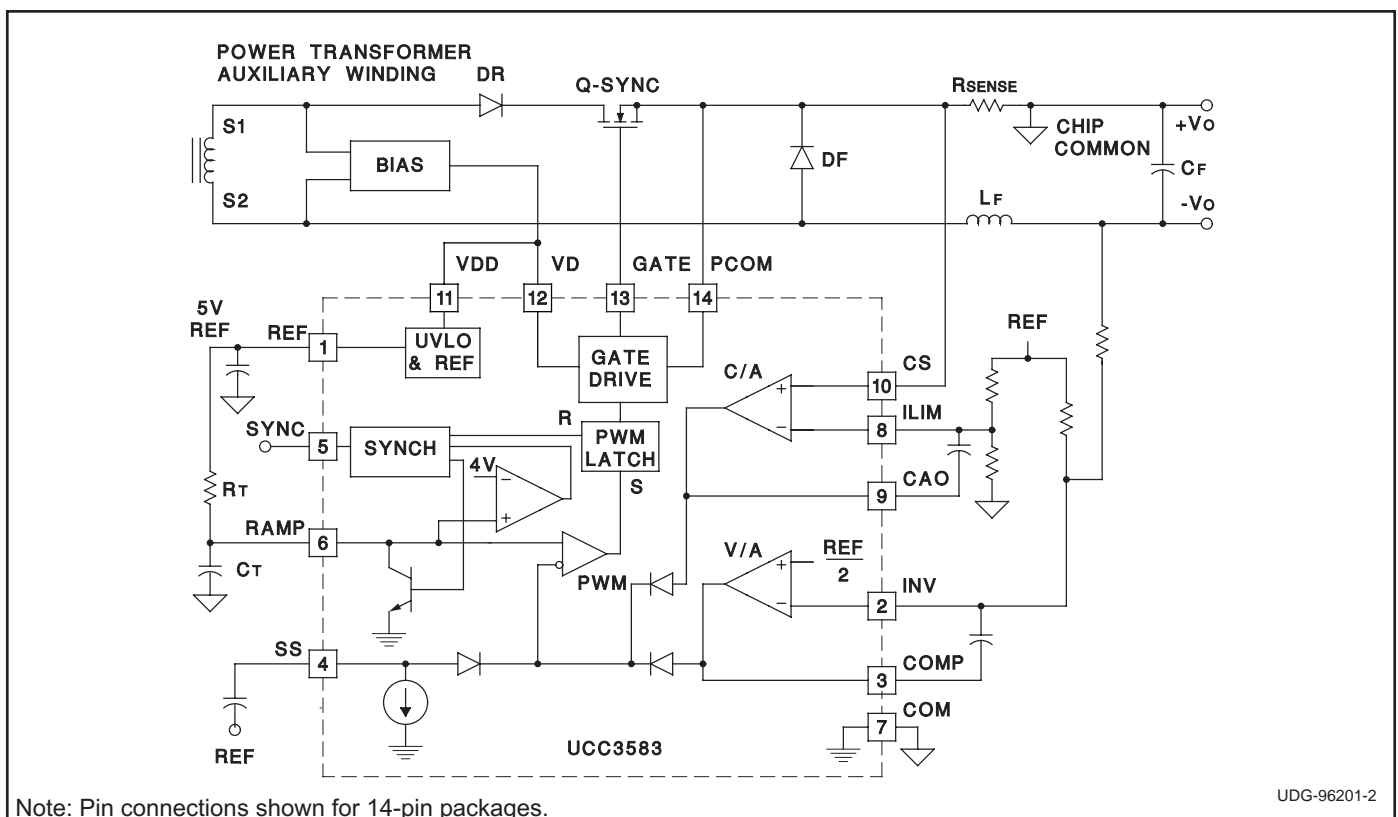 POWER TRANSFORMER
AUXILIARY WINDING
DR
Q-SYNC
RSENSE
S1
S2
BIAS
DF
CHIP
COMMON
+VO
CF
LF
-VO
VDD
VD
GATE
PCOM
11
12
13
14
5V
REF
REF
1
UVLO
& REF
GATE
DRIVE
C/A
+
−
CS
10
ILIM
8
REF
SYNC
5
SYNCH
R
PWM
LATCH
S
4V
−
+
CAO
9
RT
RAMP
6
CT
PWM
V/A
+
−
REF
2
INV
2
SS
4
COMP
3
COM
7
REF
UCC3583
UDG-96201-2
Note: Pin connections shown for 14-pin packages.